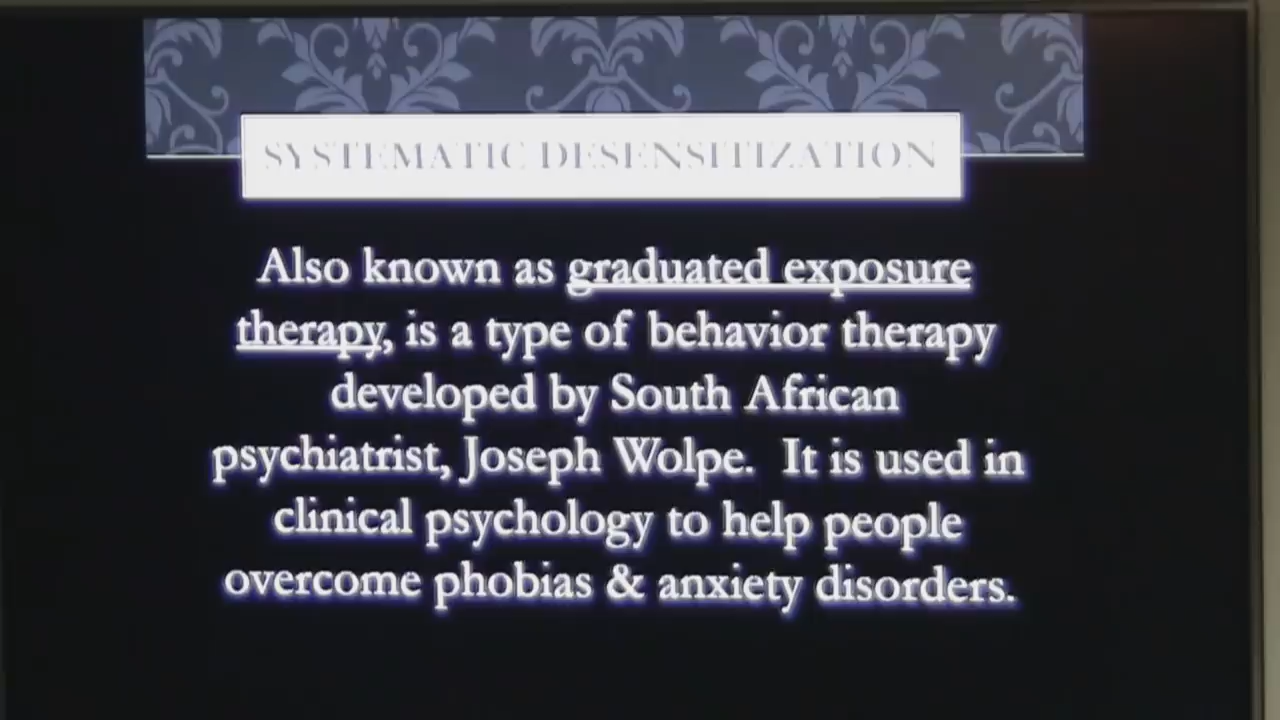 SYSTEMATIC DESENSITIZATION
Also known as graduated exposure
therapy, is a type of behavior therapy
developed by South African
psychiatrist, Joseph Wolpe. It is used in
clinical psychology to help people
overcome phobias & anxiety disorders.